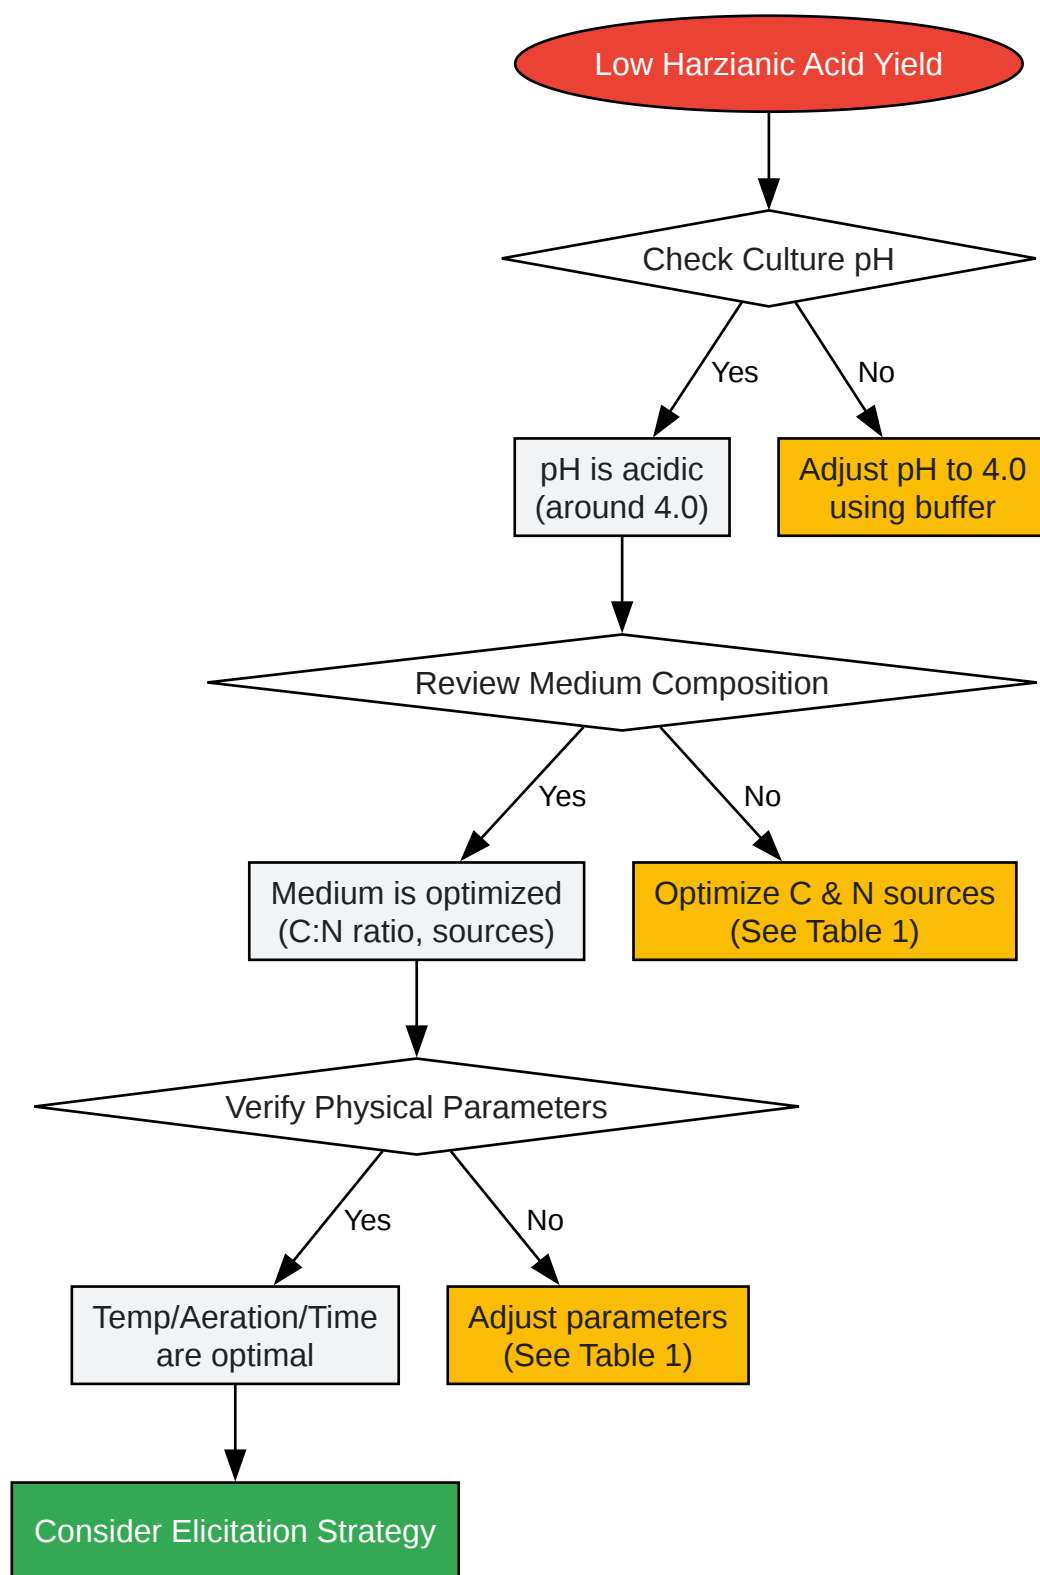 Low Harzianic Acid Yield
Check Culture pH
Yes
No
pH is acidic
(around 4.0)
Adjust pH to 4.0
using buffer
Review Medium Composition
Yes
No
Medium is optimized
(C:N ratio, sources)
Optimize C & N sources
(See Table 1)
Verify Physical Parameters
Yes
No
Temp/Aeration/Time
are optimal
Adjust parameters
(See Table 1)
Consider Elicitation Strategy